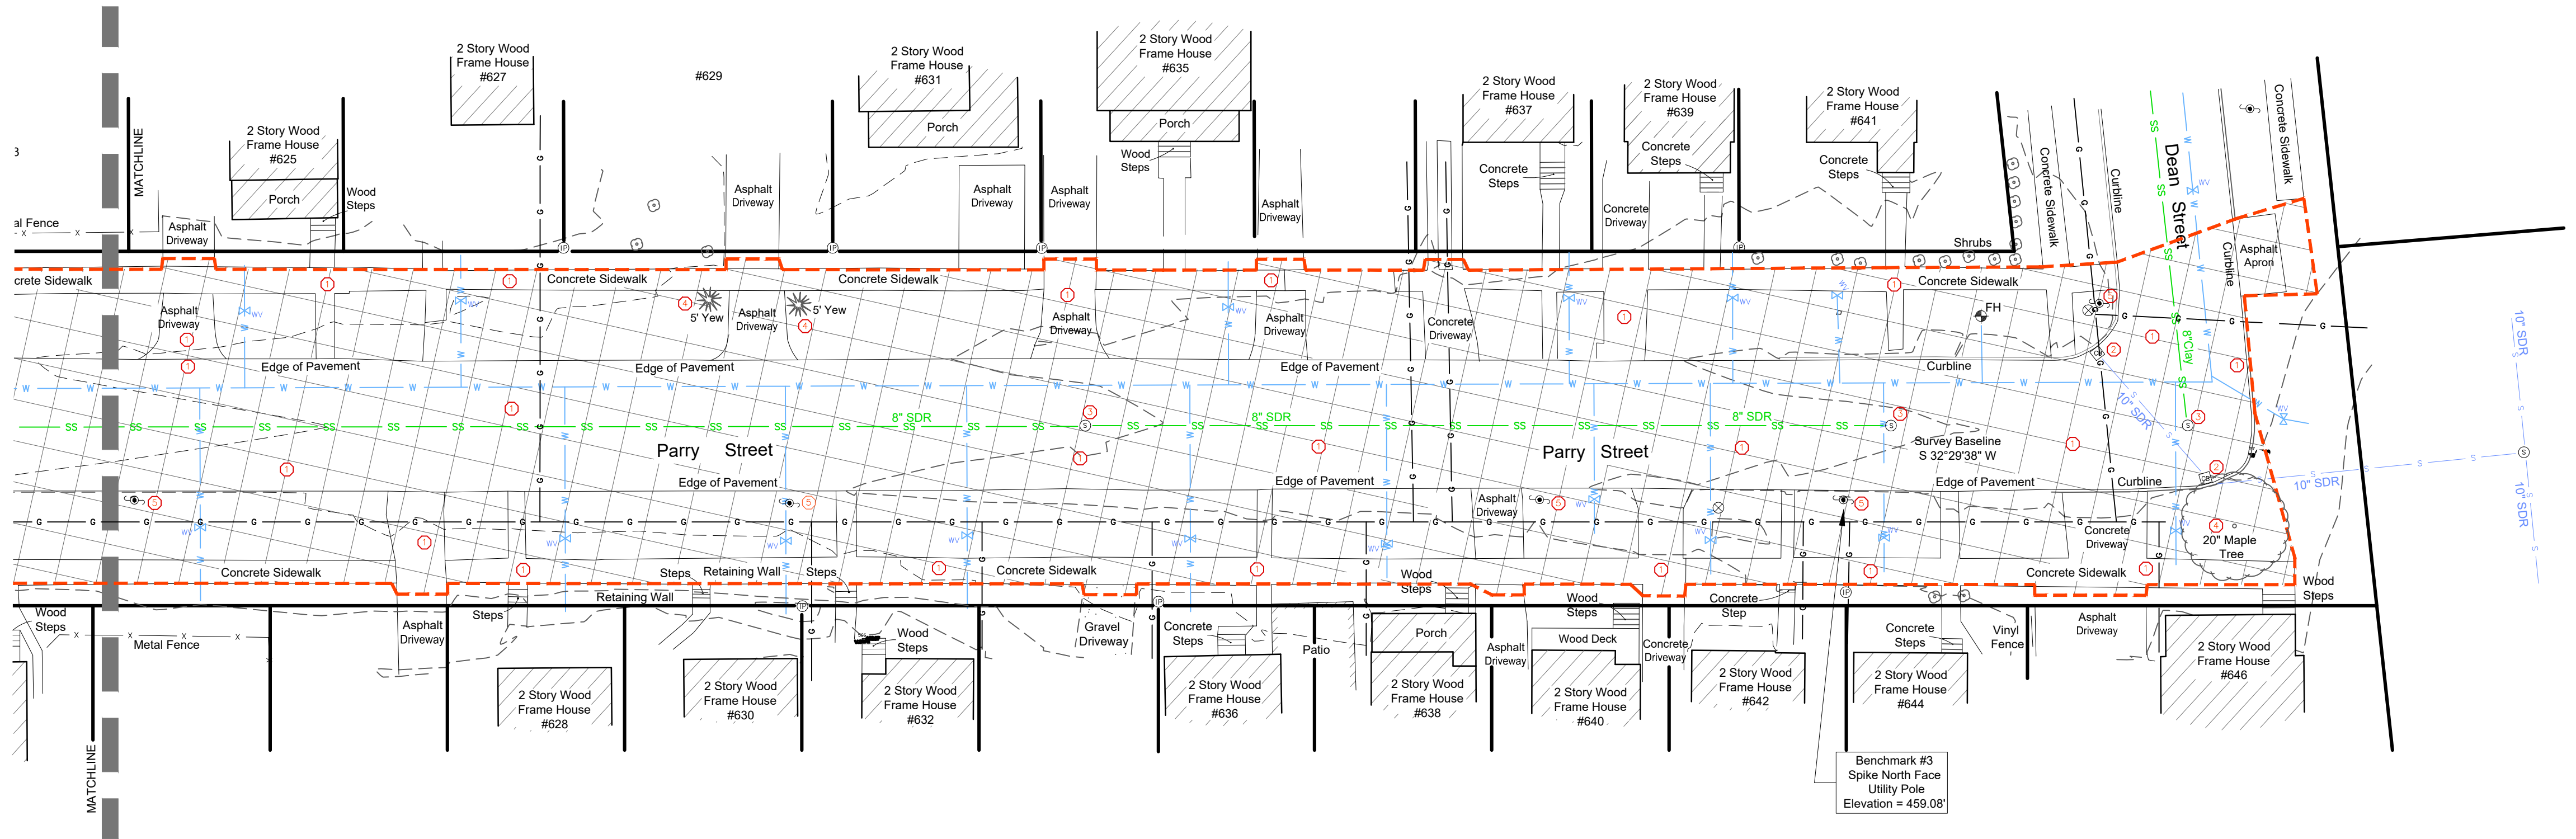 2 Story Wood
Frame House
#627
#629
2 Story Wood
Frame House
#631
Porch
2 Story Wood
Frame House
#635
Porch
2 Story Wood
Frame House
#637
2 Story Wood
Frame House
#639
2 Story Wood
Frame House
#641
MATCHLINE
3
2 Story Wood
Frame House
#625
Porch
Wood
Steps
Wood
Steps
Concrete
Steps
Concrete
Steps
Concrete
Steps
Concrete Sidewalk
Curbline
Dean Street
Concrete Sidewalk
al Fence
Asphalt
Driveway
Asphalt
Driveway
Asphalt
Driveway
Asphalt
Driveway
Asphalt
Driveway
Concrete
Driveway
Shrubs
Curbline
Asphalt
Apron
crete Sidewalk
Concrete Sidewalk
Concrete Sidewalk
Concrete Sidewalk
Asphalt
Driveway
5' Yew
Asphalt
Driveway
5' Yew
Asphalt
Driveway
Asphalt
Driveway
Concrete
Driveway
FH
8"Clay
10" SDR
Edge of Pavement
Edge of Pavement
Edge of Pavement
Curbline
10" SDR
8" SDR
8" SDR
8" SDR
Parry Street
Parry Street
Survey Baseline
S 32°29'38" W
Edge of Pavement
Edge of Pavement
Edge of Pavement
Curbline
10" SDR
10" SDR
Asphalt
Driveway
Concrete
Driveway
20" Maple
Tree
Concrete Sidewalk
Steps
Retaining Wall
Steps
Concrete Sidewalk
Wood
Steps
Concrete Sidewalk
Wood
Steps
Wood
Steps
Metal Fence
Asphalt
Driveway
Steps
Retaining Wall
Wood
Steps
Gravel
Driveway
Concrete
Steps
Patio
Porch
Asphalt
Driveway
Wood
Steps
Wood Deck
Concrete
Driveway
Concrete
Step
Concrete
Steps
Vinyl
Fence
Asphalt
Driveway
2 Story Wood
Frame House
#628
2 Story Wood
Frame House
#630
2 Story Wood
Frame House
#632
2 Story Wood
Frame House
#636
2 Story Wood
Frame House
#638
2 Story Wood
Frame House
#640
2 Story Wood
Frame House
#642
2 Story Wood
Frame House
#644
2 Story Wood
Frame House
#646
MATCHLINE
Benchmark #3
Spike North Face
Utility Pole
Elevation = 459.08'